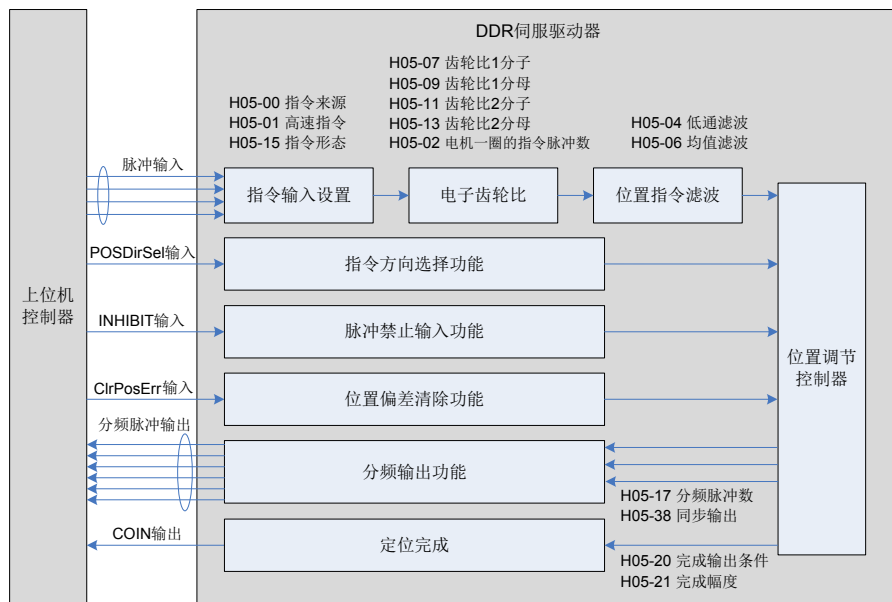 DDR伺服驱动器
H05-07 齿轮比1分子
H05-09 齿轮比1分母
H05-11 齿轮比2分子
H05-13 齿轮比2分母
H05-02 电机一圈的指令脉冲数
H05-00 指令来源
H05-01 高速指令
H05-15 指令形态
H05-04 低通滤波
H05-06 均值滤波
脉冲输入
指令输入设置
电子齿轮比
位置指令滤波
POSDirSel输入
指令方向选择功能
上位机
控制器
INHIBIT输入
脉冲禁止输入功能
位置调节
控制器
ClrPosErr输入
位置偏差清除功能
分频脉冲输出
分频输出功能
H05-17 分频脉冲数
H05-38 同步输出
COIN输出
定位完成
H05-20 完成输出条件
H05-21 完成幅度